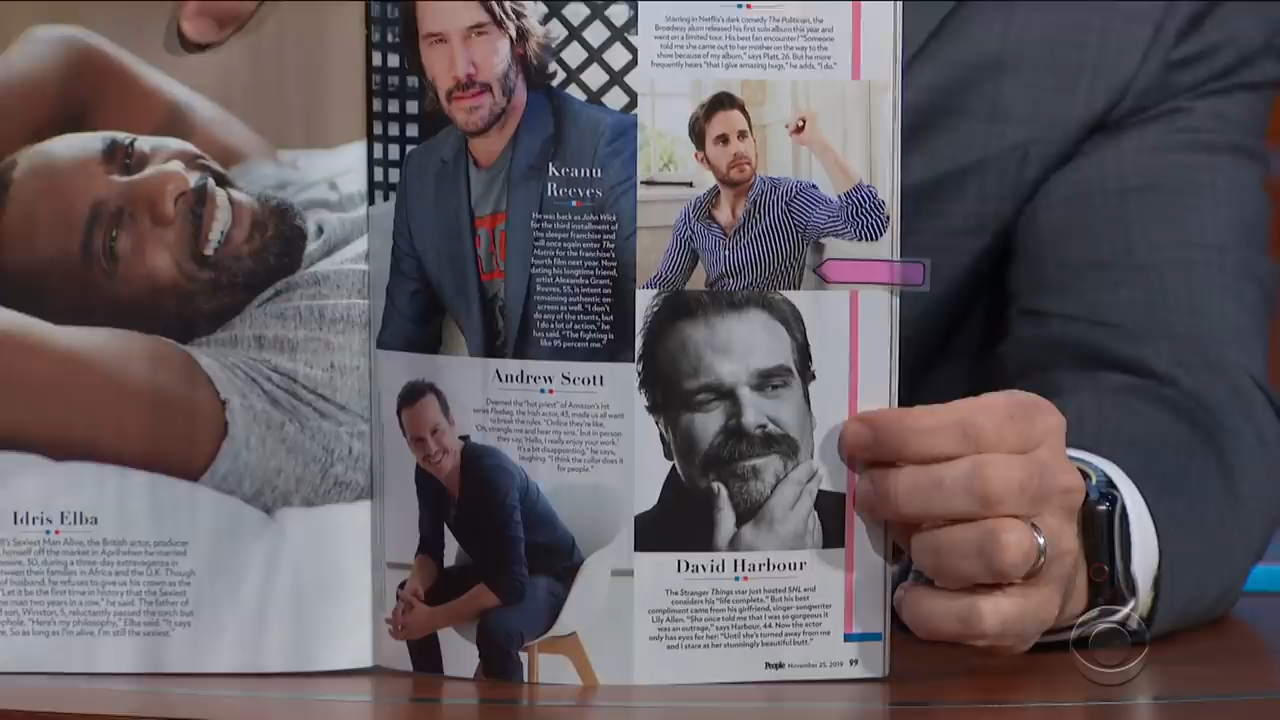 Idris Elba
's Sexiest Man Alive, the British actor, producer
himself off the market in April when he married
, 30, during a three-day extravaganza in
between their families in Africa and the U.K. Though
of husband, he refuses to give us his crown as the
"Let it be the first time in history that the Sexiest
man two years in a row," he said. The father of
son, Winston, 5, reluctantly passed the torch but
"Here's my philosophy," Elba said. "It says
. So as long as I'm alive, I'm still the sexiest."
Keanu
Reeves
He was back as John Wick
for the third installment of
the sleeper franchise and
will once again enter The
Matrix for the franchise's
fourth film next year. Now
dating his longtime friend,
artist Alexandra Grant,
Reeves, 55, is intent on
remaining authentic on-
screen as well. "I don't
do any of the stunts, but
I do a lot of action," he
has said. "The fighting is
like 95 percent me."
Andrew Scott
Deemed the "hot priest" of Amazon's hit
series Fleabag, the Irish actor, 43, made us all want
to break the rules. "Online they're like,
'Oh, strangle me and hear my sins,' but in person
they say, 'Hello, I really enjoy your work.'
It's a bit disappointing," he says,
laughing. "I think the collar does it
for people."
Starring in Netflix's dark comedy The Politician, the
Broadway alum released his first solo album this year and
went on a limited tour. His best fan encounter? "Someone
told me she came out to her mother on the way to the
show because of my album," says Platt, 26. But he more
frequently hears "that I give amazing hugs," he adds. "I do."
David Harbour
The Stranger Things star just hosted SNL and
considers his "life complete." But his best
compliment came from his girlfriend, singer-songwriter
Lily Allen. "She once told me that I was so gorgeous it
was an outrage," says Harbour, 44. Now the actor
only has eyes for her: "Until she's turned away from me
and I stare at her stunningly beautiful butt."
People November 25, 2019 99